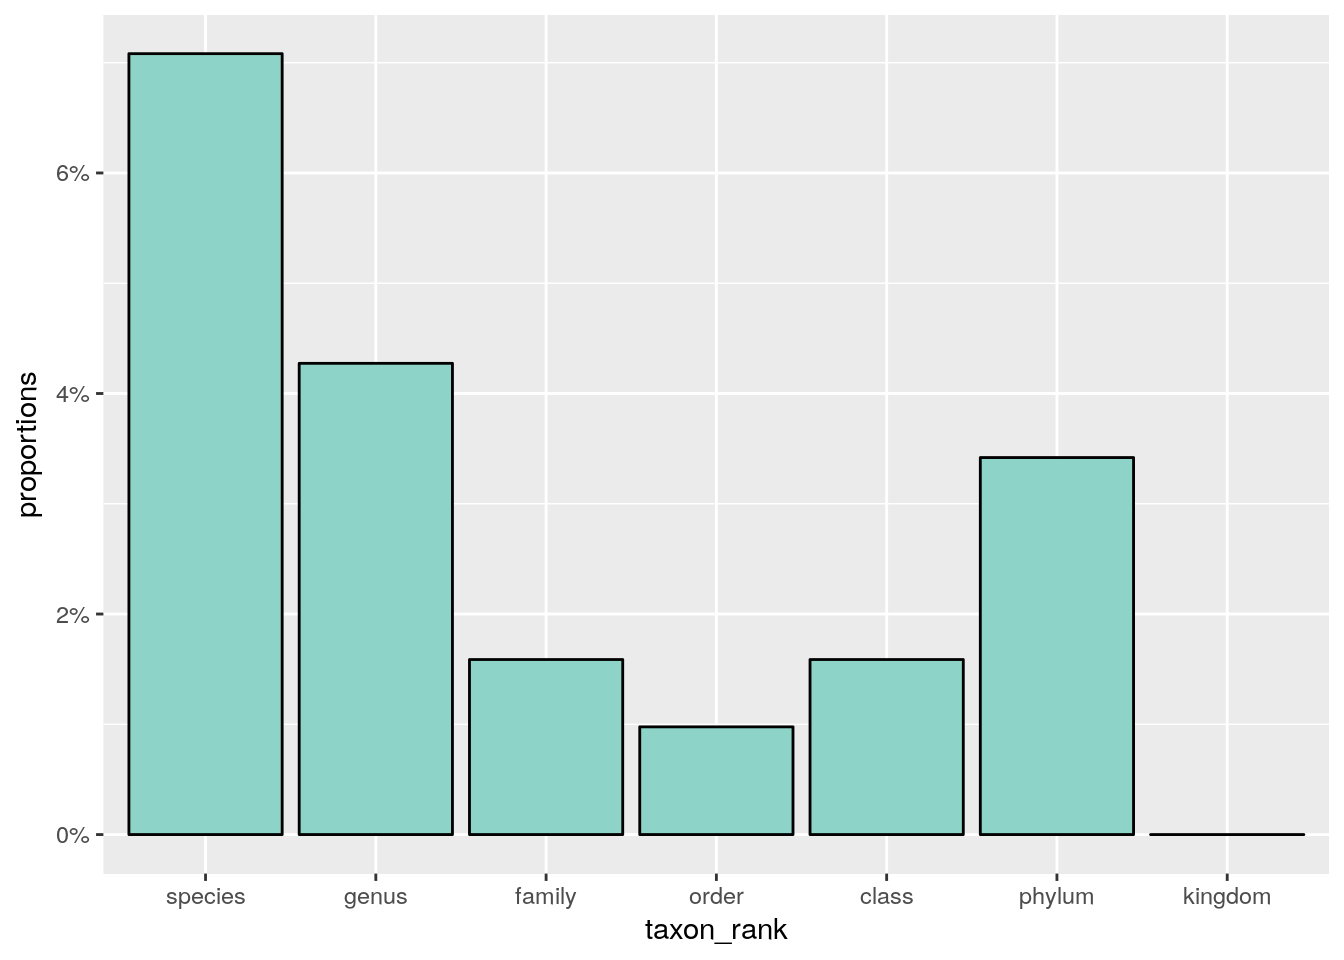 proportions
6%
4%
2%
0%
species genus family order class phylum kingdom
taxon_rank